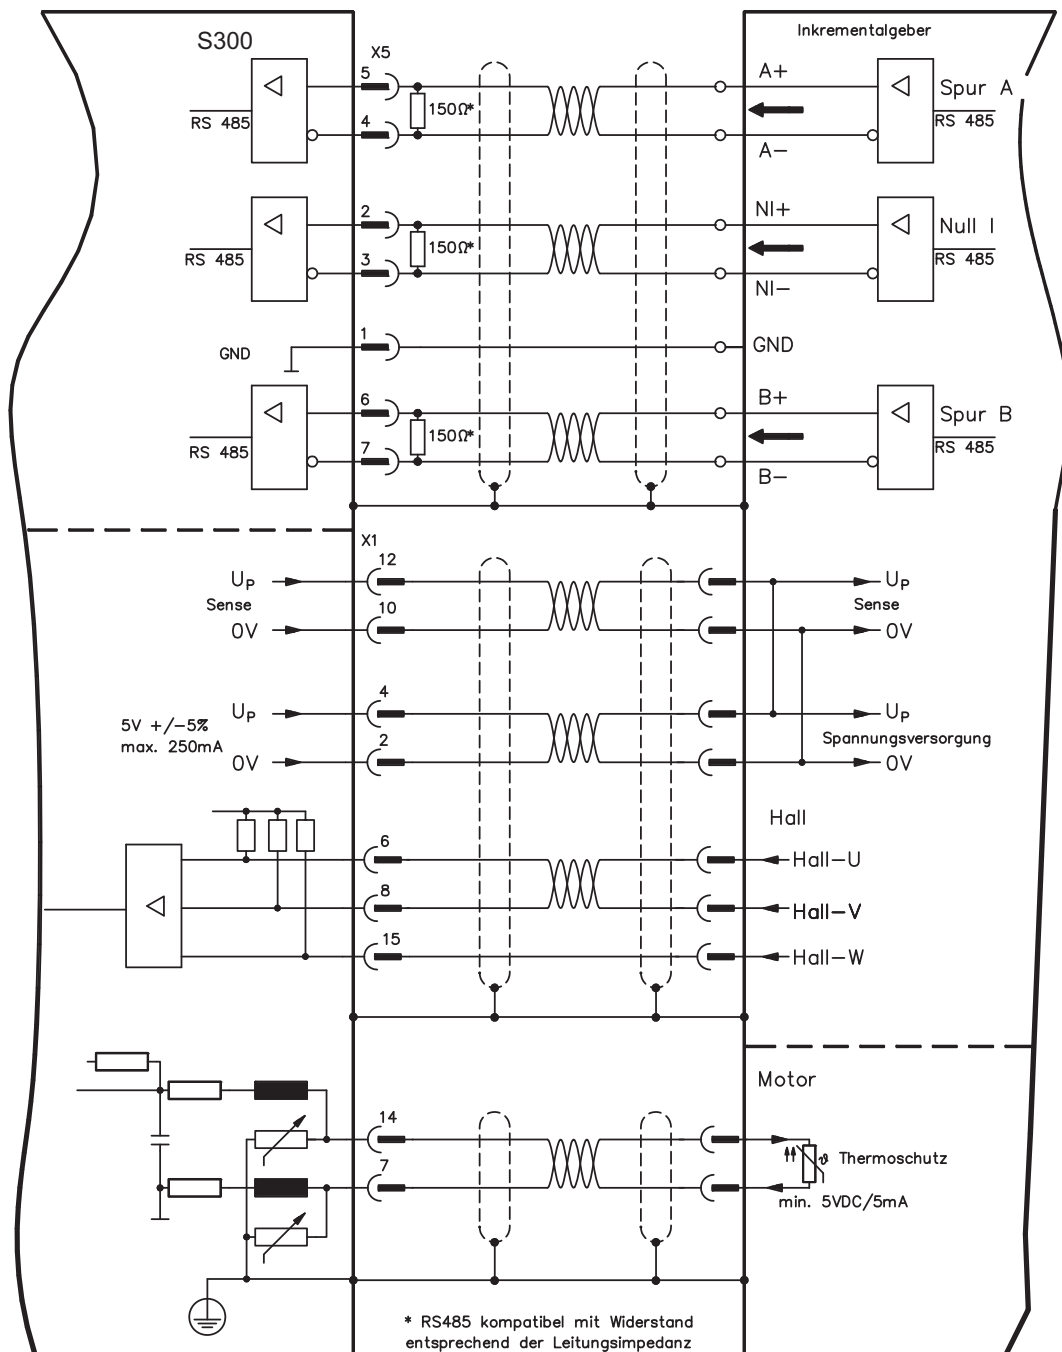 Inkrementalgeber
S300
X5
5
A+
Spur A
RS 485
150Ω*
RS 485
4
A−
2
NI+
Null I
RS 485
150Ω*
RS 485
3
NI−
1
GND
GND
6
B+
Spur B
RS 485
150Ω*
RS 485
7
B−
X1
12
UP
UP
Sense
10
Sense
0V
0V
4
UP
UP
5V +/−5%
max. 250mA
2
Spannungsversorgung
0V
0V
Hall
6
Hall−U
8
Hall−V
15
Hall−W
Motor
14
7
ϑ Thermoschutz
min. 5VDC/5mA
* RS485 kompatibel mit Widerstand
entsprechend der Leitungsimpedanz